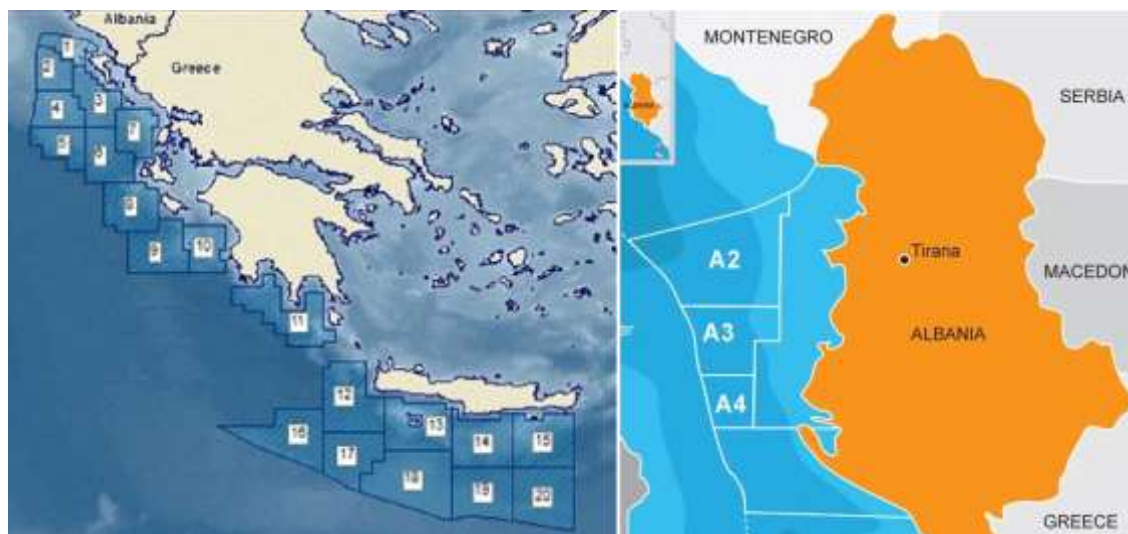 Albania
Greece
1
2
3
4
5
6
7
8
9
10
11
12
13
14
15
16
17
18
19
20
MONTENEGRO
SERBIA
A2
Tirana
MACEDON
A3
ALBANIA
A4
GREECE